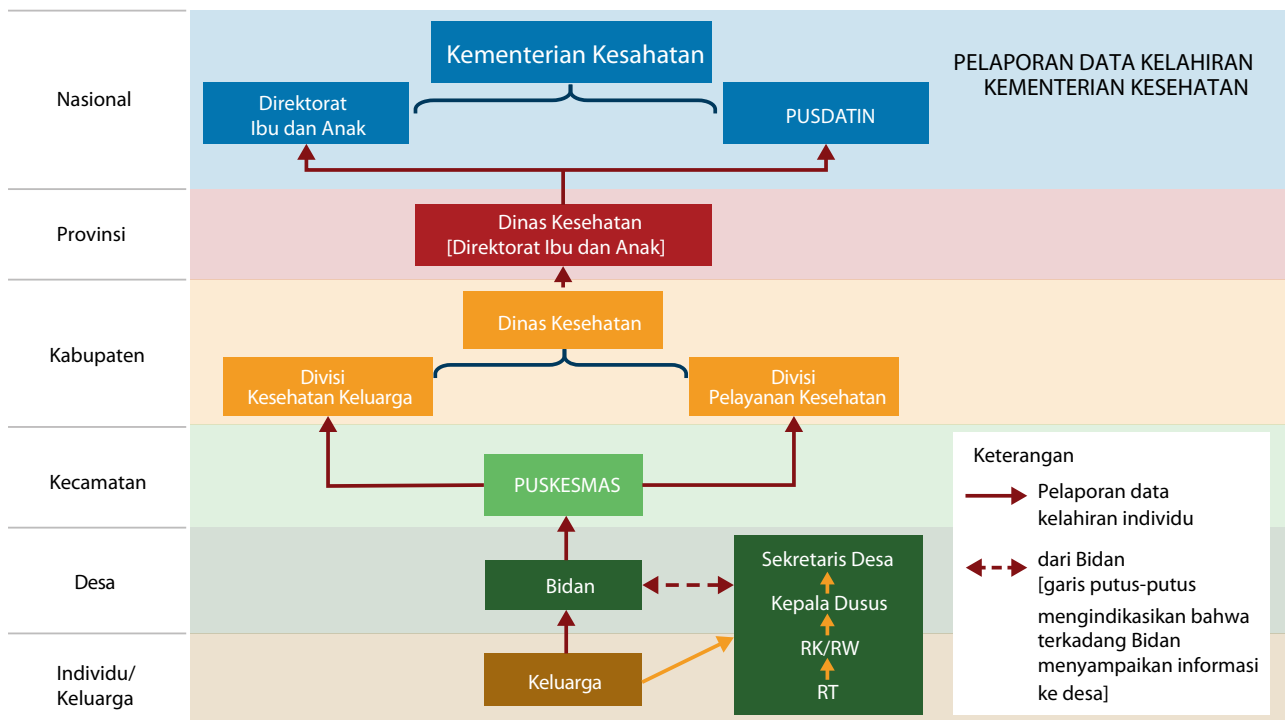 PELAPORAN DATA KELAHIRAN
KEMENTERIAN KESEHATAN
Nasional
Kementerian Kesahatan
Direktorat
Ibu dan Anak
PUSDATIN
Provinsi
Dinas Kesehatan
[Direktorat Ibu dan Anak]
Kabupaten
Dinas Kesehatan
Divisi
Kesehatan Keluarga
Divisi
Pelayanan Kesehatan
Kecamatan
PUSKESMAS
Desa
Bidan
Sekretaris Desa
Kepala Dusus
RK/RW
RT
Individu/
Keluarga
Keluarga
Keterangan
Pelaporan data
kelahiran individu
dari Bidan
[garis putus-putus
mengindikasikan bahwa
terkadang Bidan
menyampaikan informasi
ke desa]